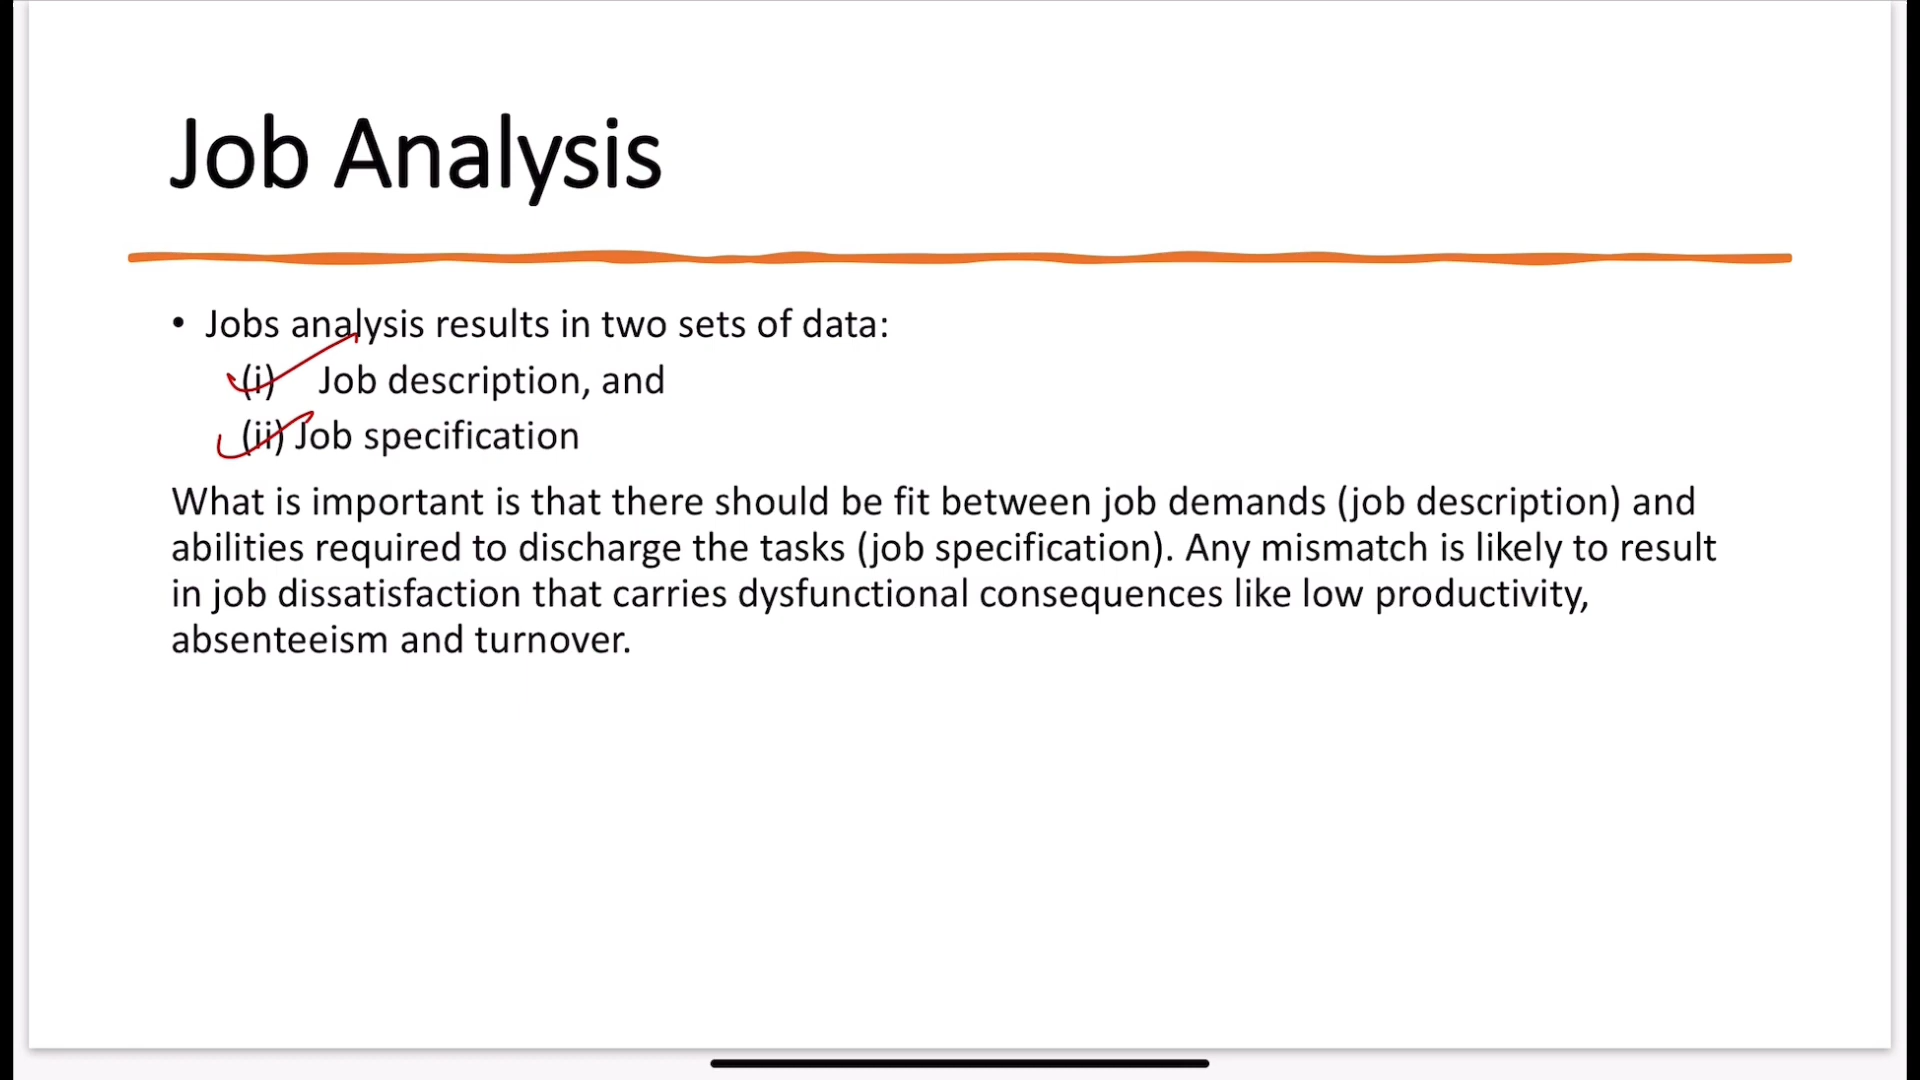 Job Analysis
• Jobs analysis results in two sets of data:
(i) Job description, and
(ii) Job specification
What is important is that there should be fit between job demands (job description) and
abilities required to discharge the tasks (job specification). Any mismatch is likely to result
in job dissatisfaction that carries dysfunctional consequences like low productivity,
absenteeism and turnover.